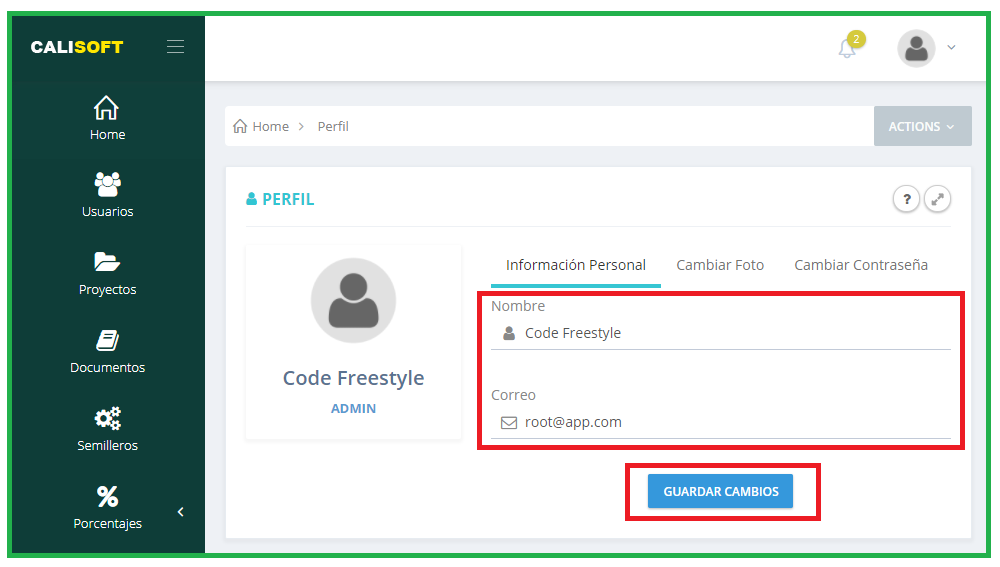 CALISOFT
2
Home
Usuarios
Proyectos
Documentos
Semilleros
Porcentajes
Home > Perfil
ACTIONS
PERFIL
?
Code Freestyle
ADMIN
Información Personal Cambiar Foto Cambiar Contraseña
Nombre
Code Freestyle
Correo
root@app.com
GUARDAR CAMBIOS